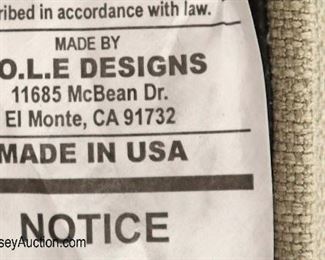 ribed in accordance with law.
MADE BY
.O.L.E DESIGNS
11685 McBean Dr.
El Monte, CA 91732
MADE IN USA
NOTICE
seyAuction.com